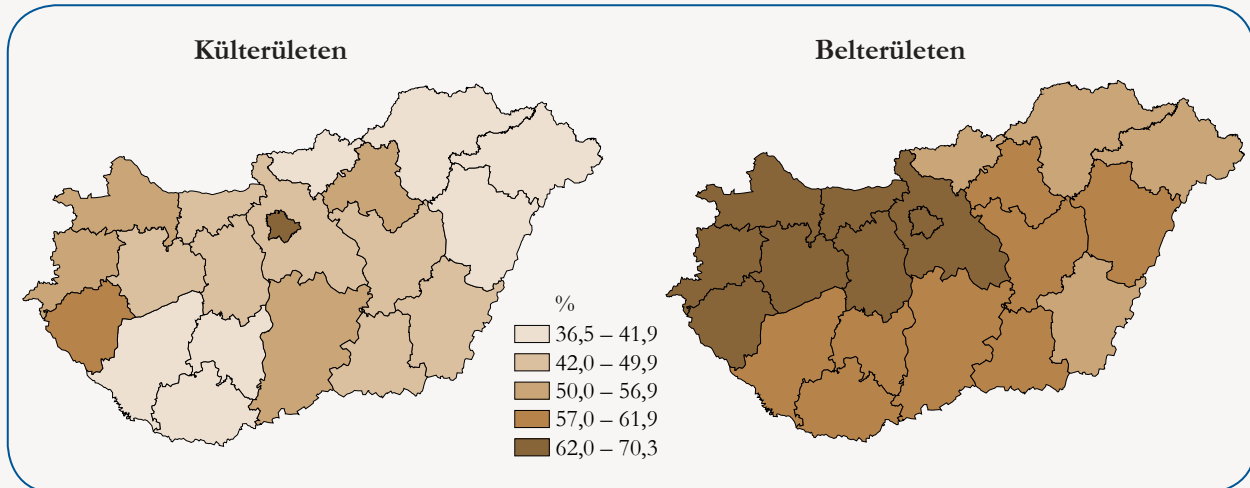 Külterületen
Belterületen
%
36,5 – 41,9
42,0 – 49,9
50,0 – 56,9
57,0 – 61,9
62,0 – 70,3